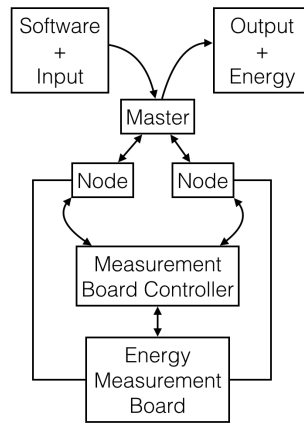 Software
+
Input
Output
+
Energy
Master
Node
Node
Measurement
Board Controller
Energy
Measurement
Board